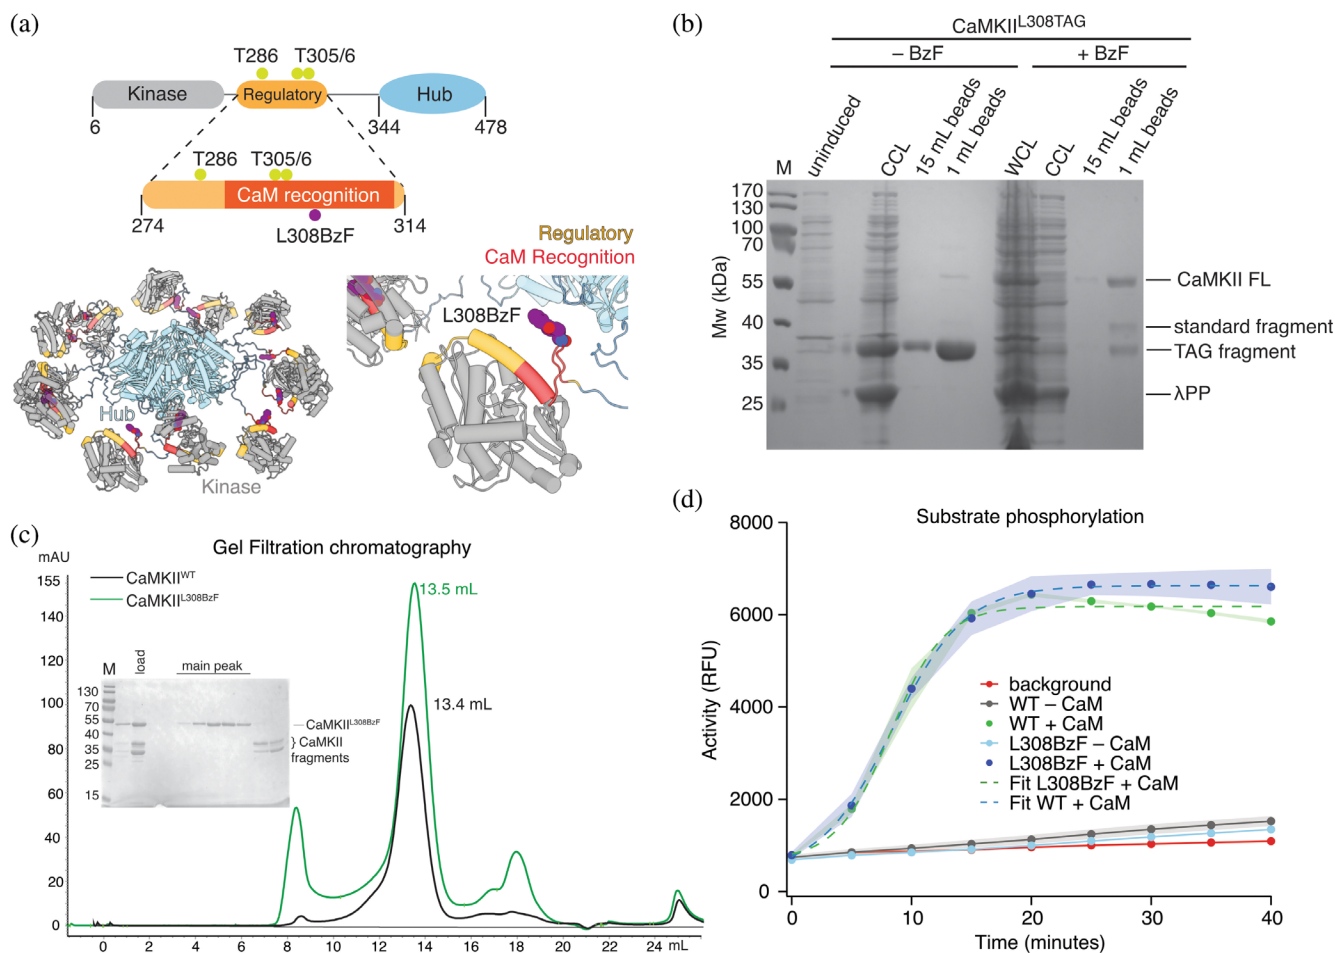 (a)
T286 T305/6
Kinase
Regulatory
Hub
6
344
478
T286 T305/6
CaM recognition
274
314
L308BzF
Regulatory
CaM Recognition
L308BzF
Hub
Kinase
(b)
CaMKII^L308TAG
– BzF
+ BzF
M
uninduced
CCL
15 mL beads
1 mL beads
WCL
CCL
15 mL beads
1 mL beads
Mw (kDa)
170
130
100
70
55
40
35
25
CaMKII FL
standard fragment
TAG fragment
λPP
(c)
Gel Filtration chromatography
mAU
CaMKII^WT
CaMKII^L308BzF
155
140
120
100
80
60
40
20
0
13.5 mL
13.4 mL
M
load
main peak
130
100
70
55
40
35
25
15
CaMKII^L308BzF
} CaMKII
fragments
0 2 4 6 8 10 12 14 16 18 20 22 24 mL
(d)
Substrate phosphorylation
Activity (RFU)
8000
6000
4000
2000
0
background
WT – CaM
WT + CaM
L308BzF – CaM
L308BzF + CaM
Fit L308BzF + CaM
Fit WT + CaM
0 10 20 30 40
Time (minutes)